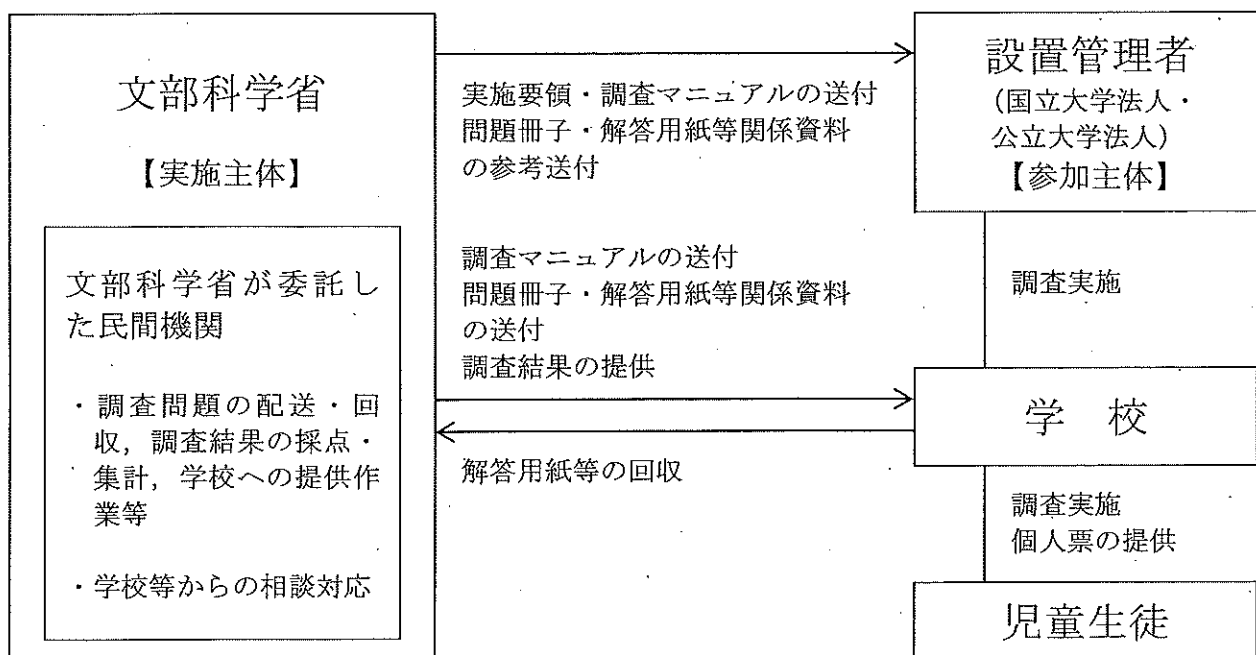 文部科学省
【実施主体】
文部科学省が委託し
た民間機関
・調査問題の配送・回
収，調査結果の採点・
集計，学校への提供作
業等
・学校等からの相談対応
実施要領・調査マニュアルの送付
問題冊子・解答用紙等関係資料
の参考送付
調査マニュアルの送付
問題冊子・解答用紙等関係資料
の送付
調査結果の提供
解答用紙等の回収
設置管理者
（国立大学法人・
公立大学法人）
【参加主体】
調査実施
学　校
調査実施
個人票の提供
児童生徒